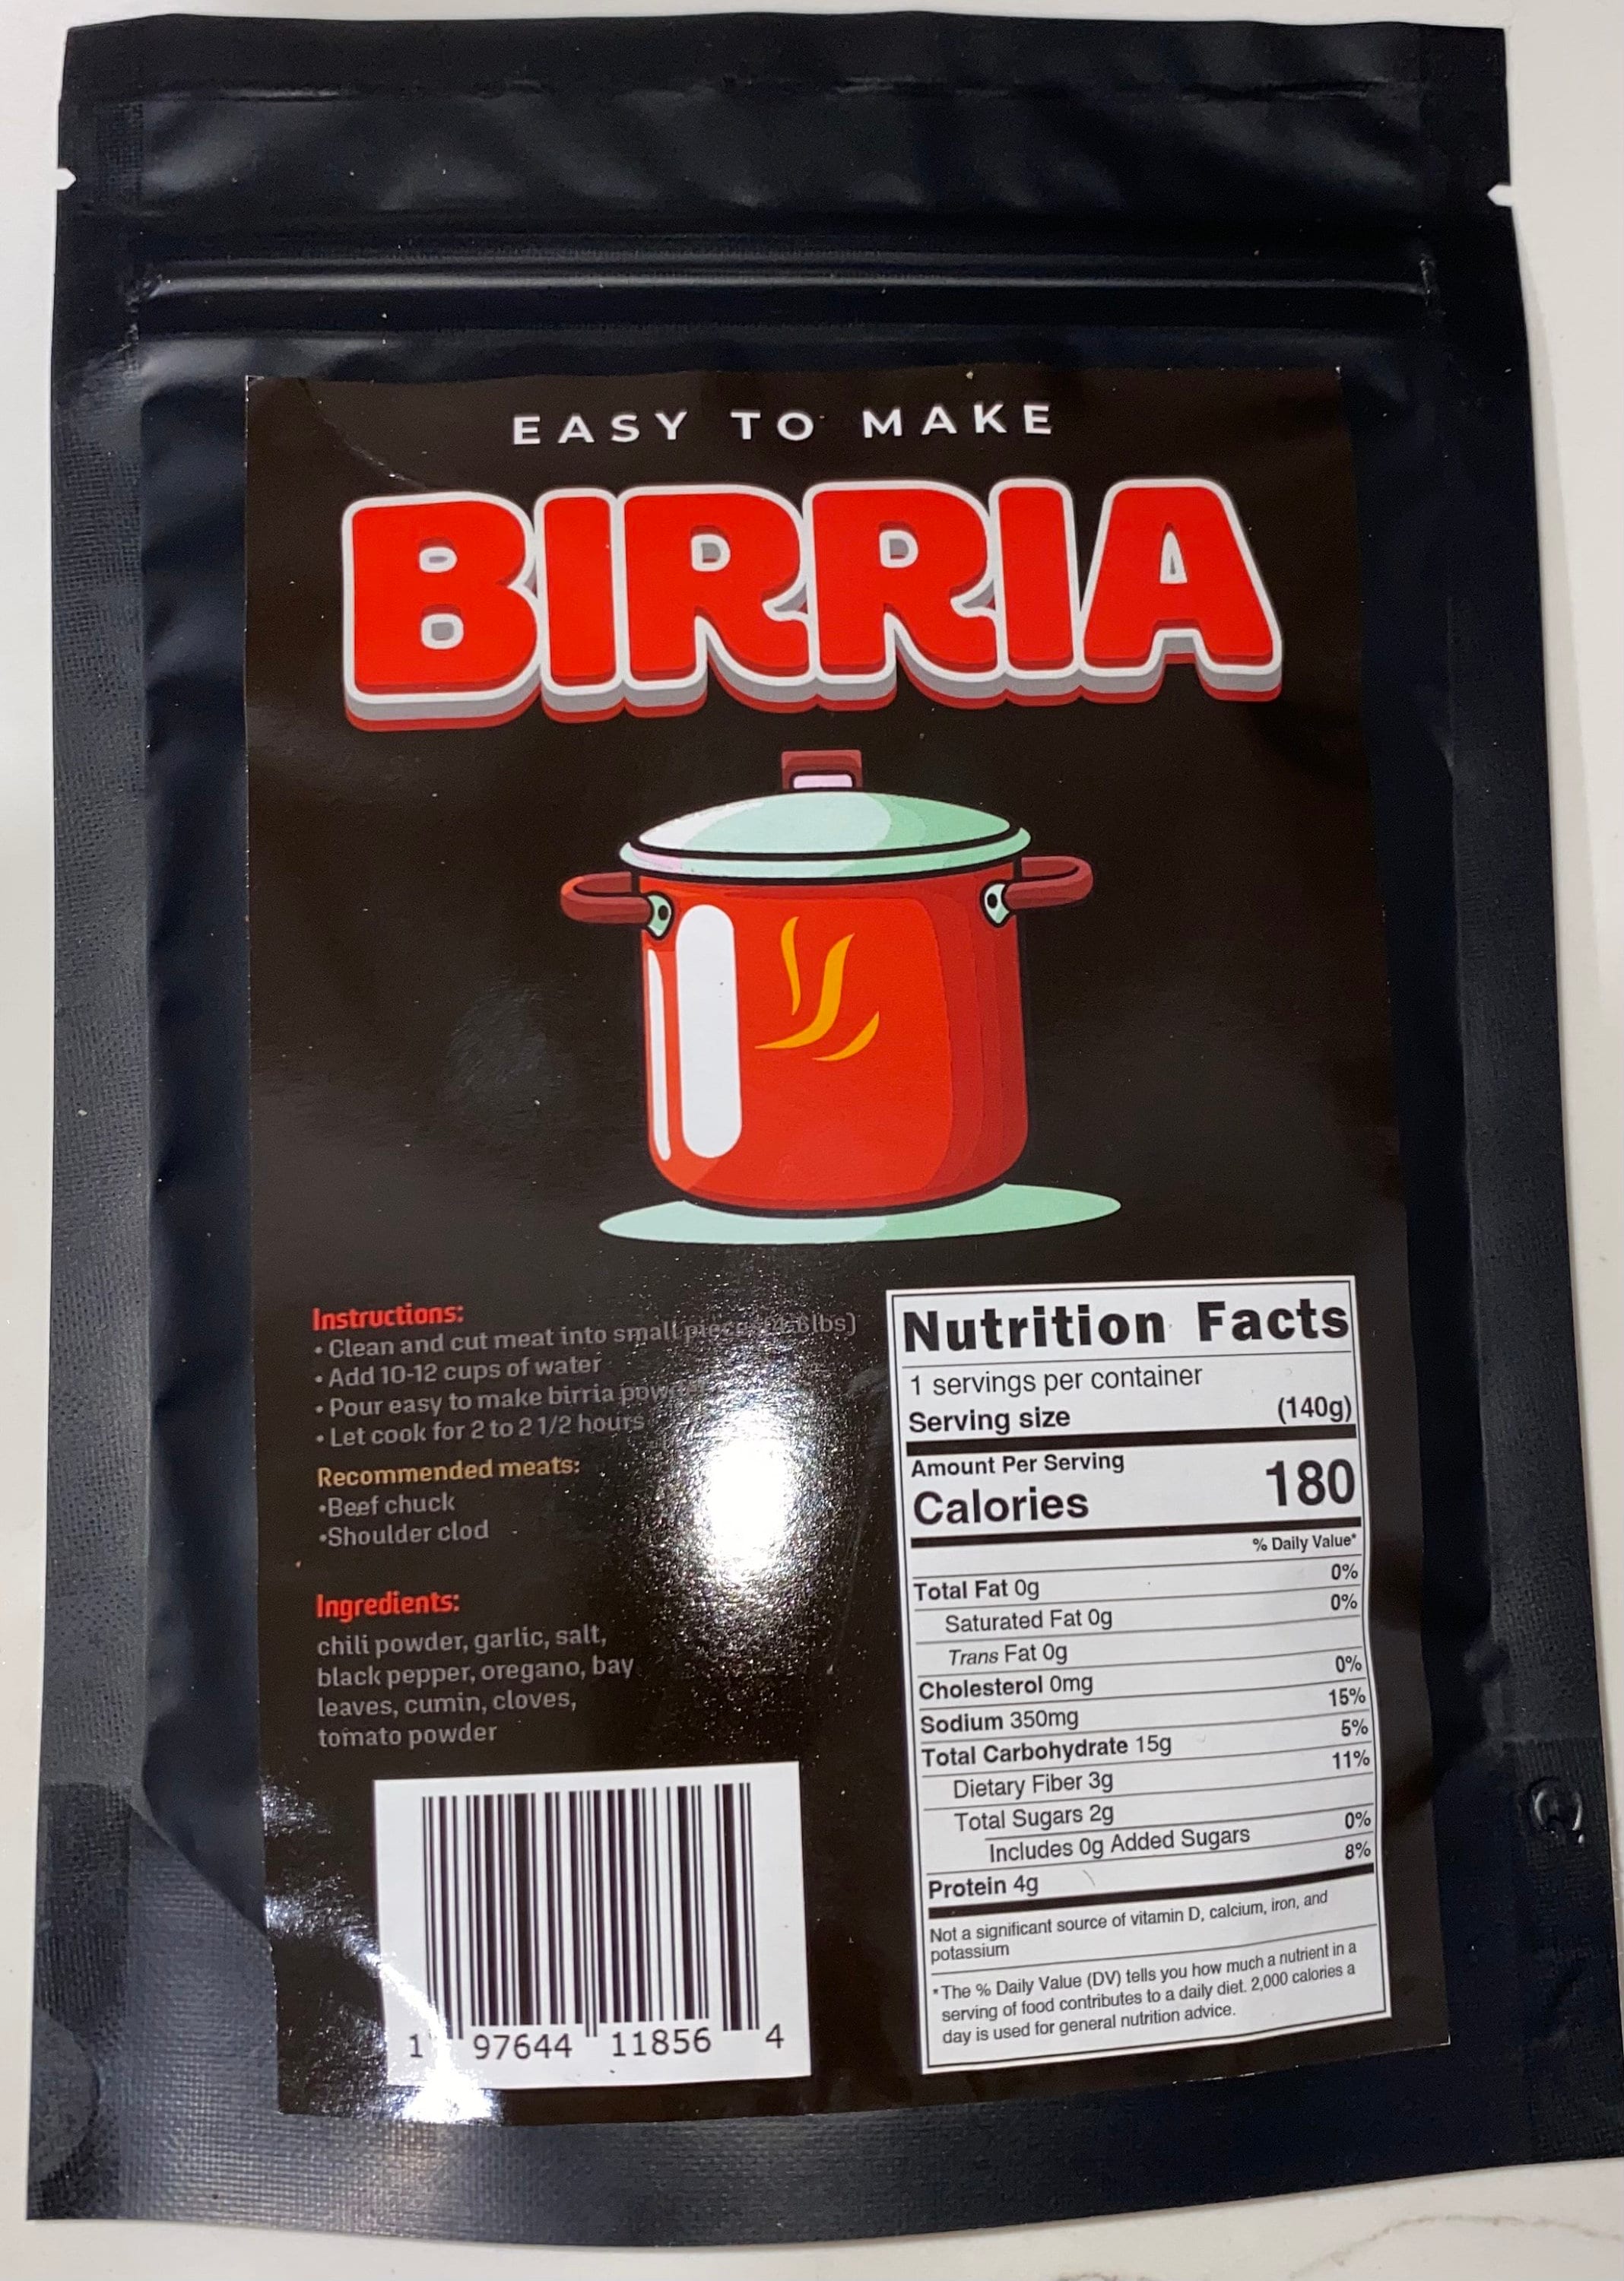 EASY TO MAKE
BIRRIA
Instructions:
• Clean and cut meat into small
• Add 10-12 cups of water
• Pour easy to make birria
• Let cook for 2 to 2 1/2 hours
Recommended meats:
•Beef chuck
•Shoulder clod
Ingredients:
chili powder, garlic, salt,
black pepper, oregano, bay
leaves, cumin, cloves,
tomato powder
1 97644 11856 4
Nutrition Facts
1 servings per container
Serving size (140g)
Amount Per Serving
Calories 180
% Daily Value*
Total Fat 0g 0%
Saturated Fat 0g 0%
Trans Fat 0g
Cholesterol 0mg 0%
Sodium 350mg 15%
Total Carbohydrate 15g 5%
Dietary Fiber 3g 11%
Total Sugars 2g
Includes 0g Added Sugars 0%
Protein 4g 8%
Not a significant source of vitamin D, calcium, iron, and
potassium
*The % Daily Value (DV) tells you how much a nutrient in a
serving of food contributes to a daily diet. 2,000 calories a
day is used for general nutrition advice.